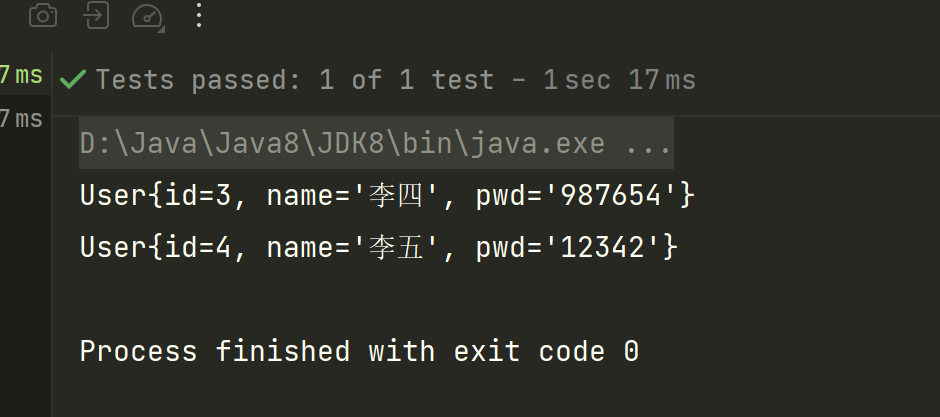 7 ms
Tests passed: 1 of 1 test – 1 sec 17 ms
7 ms
D:\Java\Java8\JDK8\bin\java.exe ...
User{id=3, name='李四', pwd='987654'}
User{id=4, name='李五', pwd='12342'}
Process finished with exit code 0